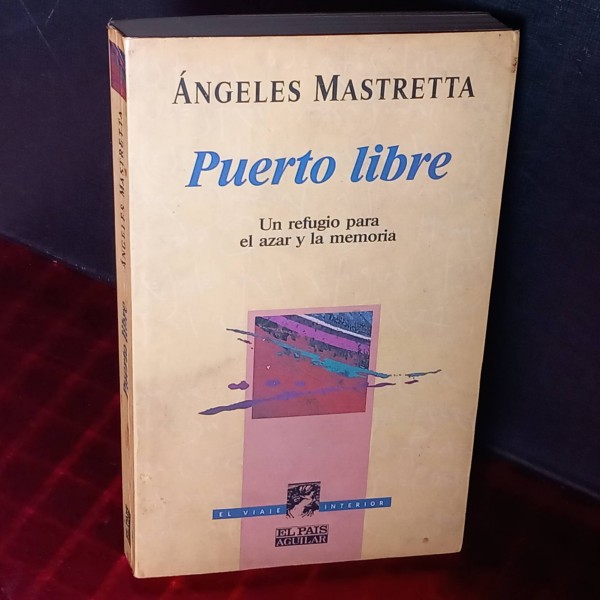 ÁNGELES MASTRETTA
Puerto libre
Un refugio para
el azar y la memoria
EL VIAJE INTERIOR
EL PAIS
AGUILAR
ÁNGELES MASTRETTA
Puerto libre